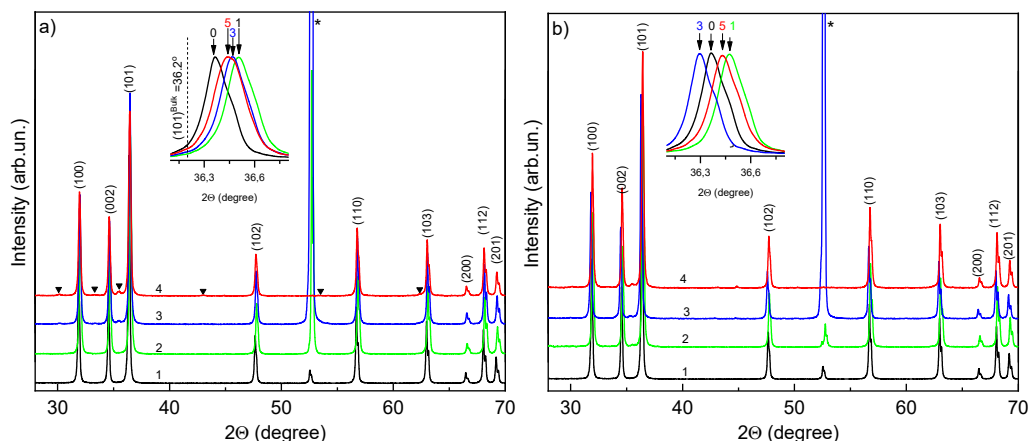 a)
0 5 3 1
*
(101)ᴮᵘˡᵏ =36.2°
36,3 36,6
2Θ (degree)
(100)
(002)
(101)
(102)
(110)
(103)
(200)
(112)
(201)
4
3
2
1
Intensity (arb.un.)
30 40 50 60 70
2Θ (degree)
b)
3 0 5 1
*
36,3 36,6
2Θ (degree)
(100)
(002)
(101)
(102)
(110)
(103)
(200)
(112)
(201)
4
3
2
1
Intensity (arb.un.)
30 40 50 60 70
2Θ (degree)